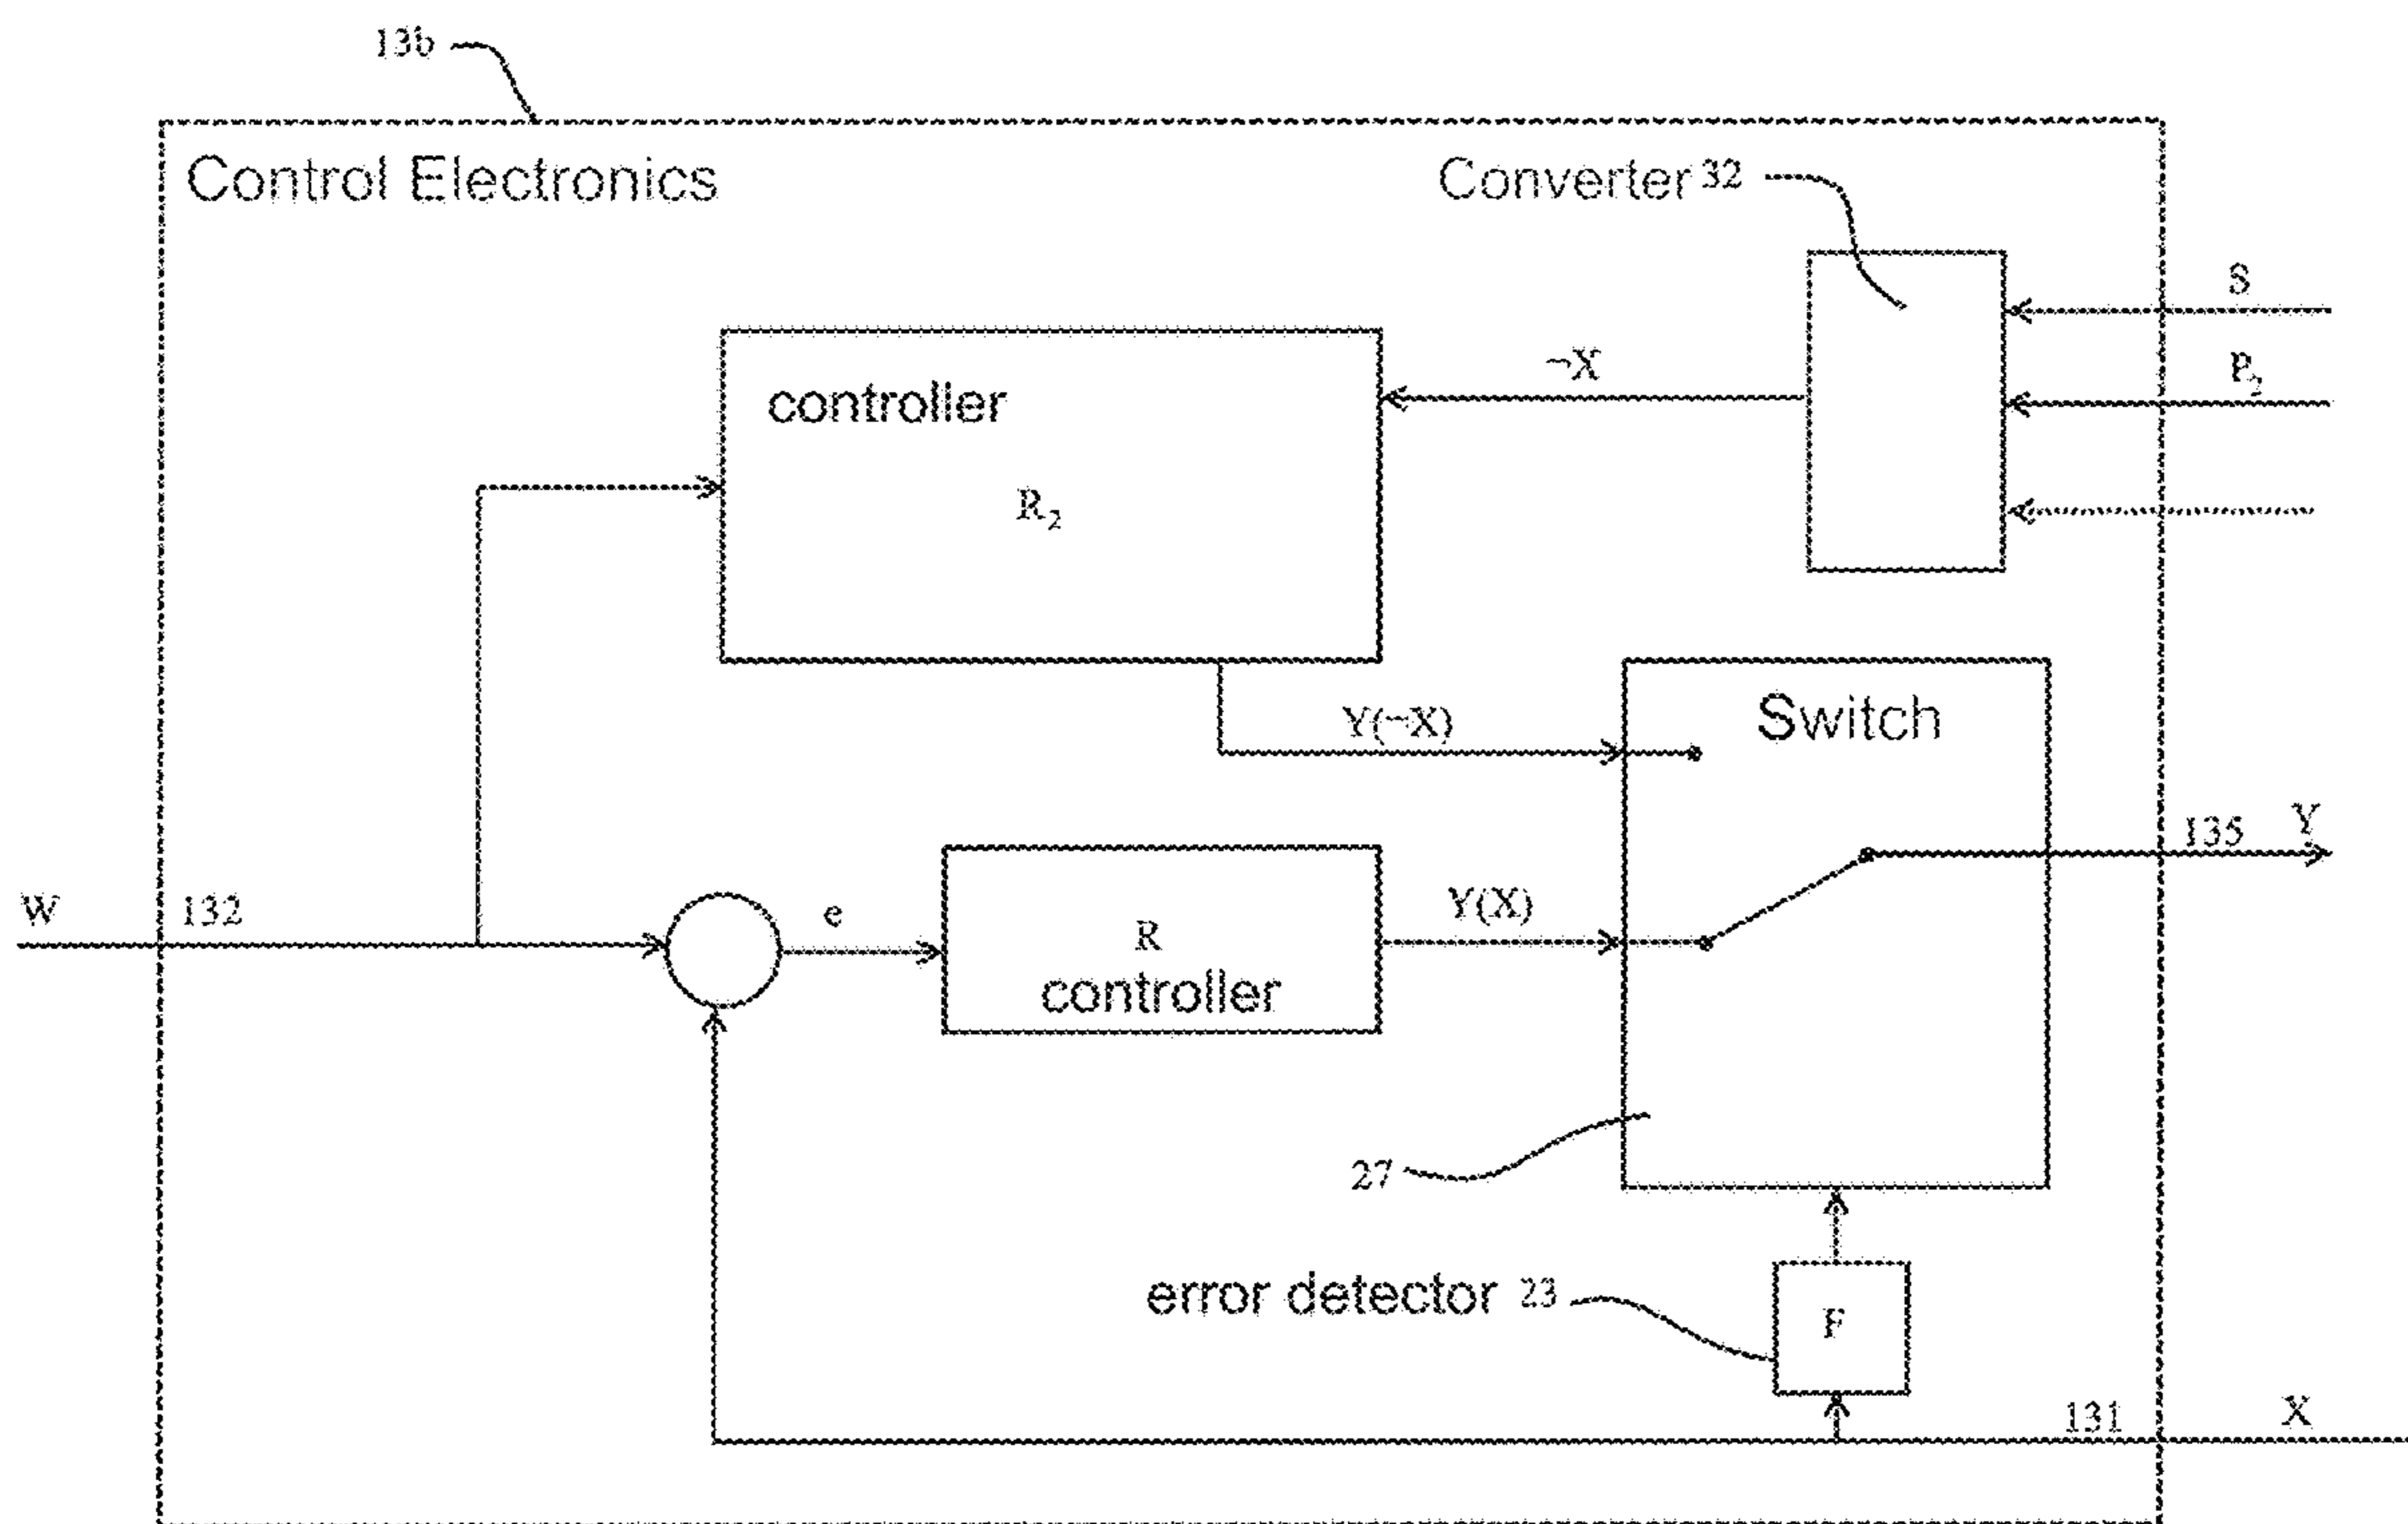 13b
Control Electronics
Converter 32
S
P2
¬X
controller
R2
Y(¬X)
Switch
135 Y
W 132
e
R
controller
Y(X)
27
error detector 23
F
131 X